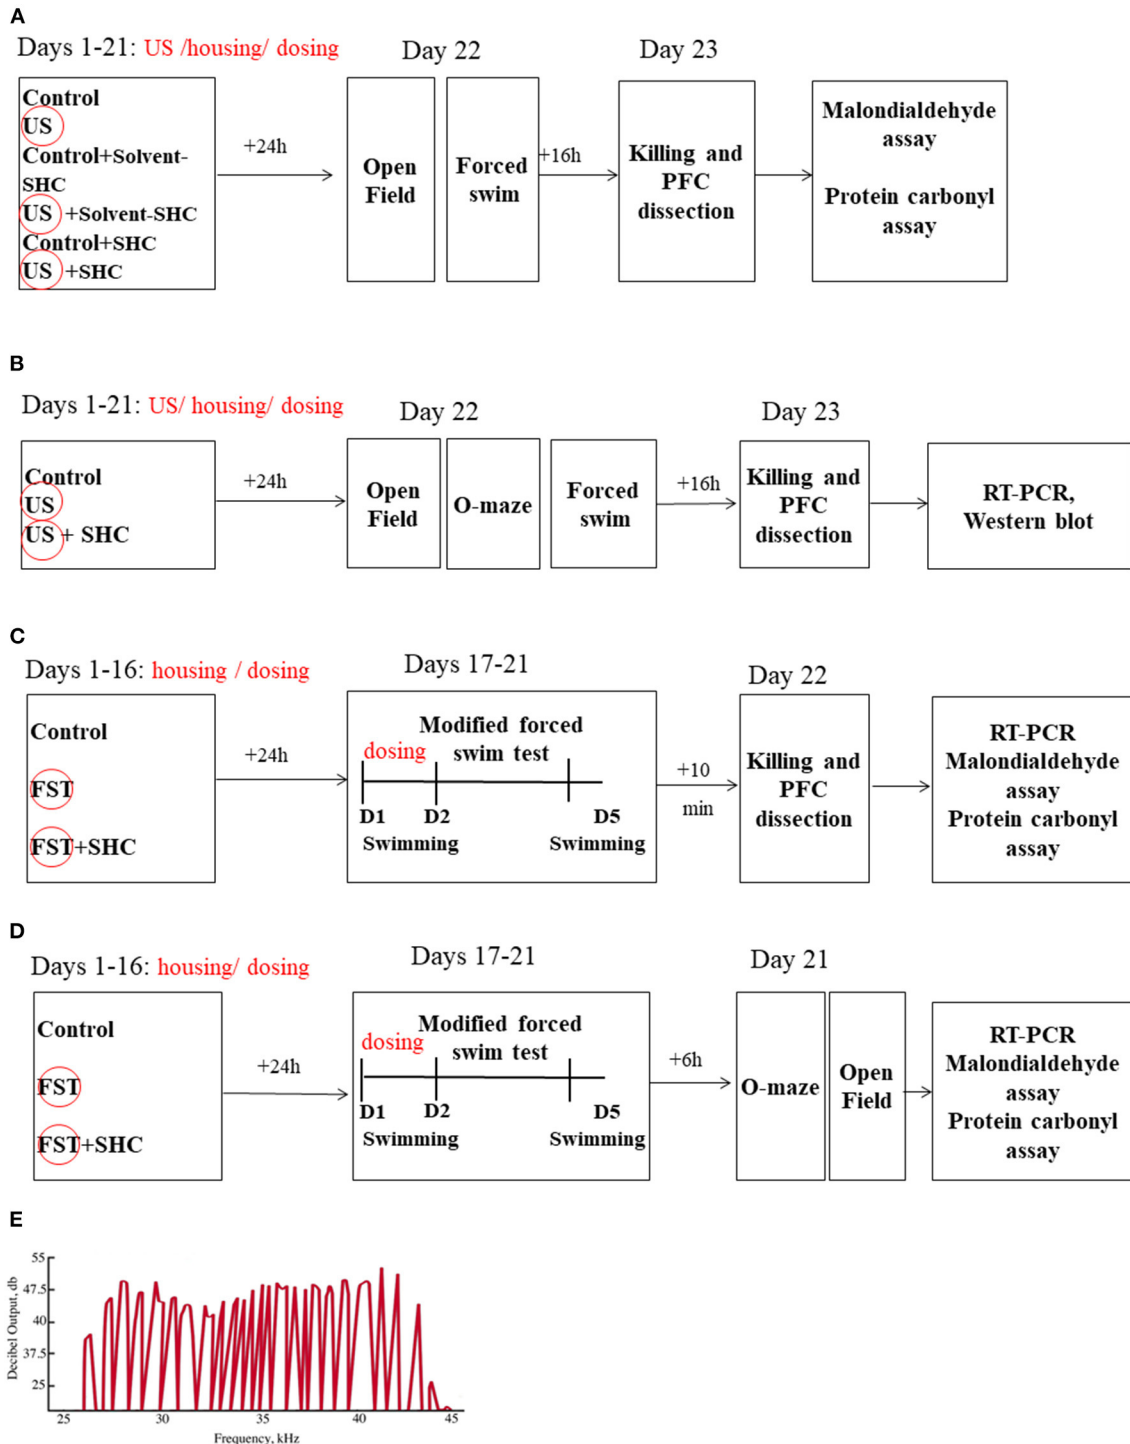 A
Days 1-21: US /housing/ dosing
Day 22
Day 23
Control
US
Control+Solvent-
SHC
US +Solvent-SHC
Control+SHC
US +SHC
+24h
Open
Field
Forced
swim
+16h
Killing and
PFC
dissection
Malondialdehyde
assay
Protein carbonyl
assay
B
Days 1-21: US/ housing/ dosing
Day 22
Day 23
Control
US
US + SHC
+24h
Open
Field
O-maze
Forced
swim
+16h
Killing and
PFC
dissection
RT-PCR,
Western blot
C
Days 1-16: housing / dosing
Days 17-21
Day 22
Control
FST
FST+SHC
+24h
Modified forced
swim test
dosing
D1
D2
D5
Swimming
Swimming
+10
min
Killing and
PFC
dissection
RT-PCR
Malondialdehyde
assay
Protein carbonyl
assay
D
Days 1-16: housing/ dosing
Days 17-21
Day 21
Control
FST
FST+SHC
+24h
Modified forced
swim test
dosing
D1
D2
D5
Swimming
Swimming
+6h
O-maze
Open
Field
RT-PCR
Malondialdehyde
assay
Protein carbonyl
assay
E
Decibel Output, db
55
47.5
40
37.5
25
25
30
35
40
45
Frequency, kHz